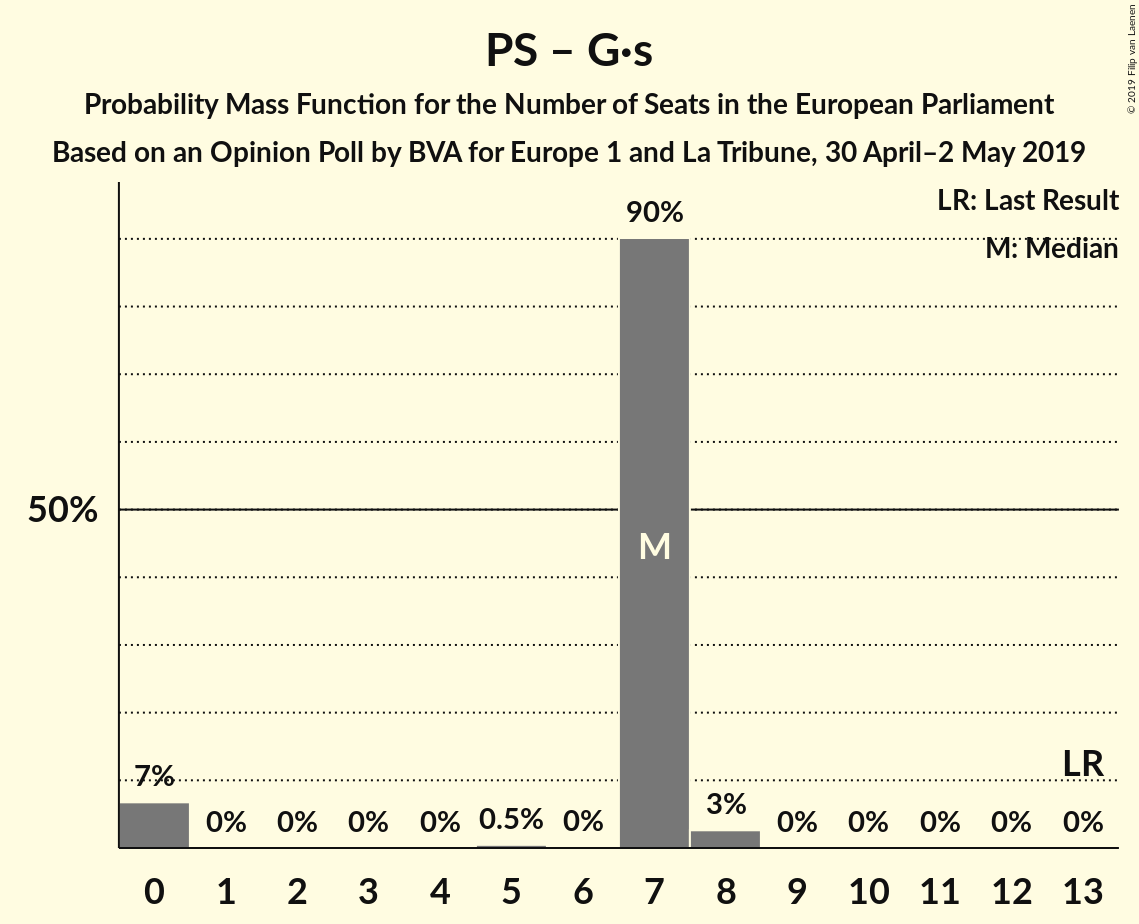 PS – G·s
Probability Mass Function for the Number of Seats in the European Parliament
Based on an Opinion Poll by BVA for Europe 1 and La Tribune, 30 April–2 May 2019
© 2019 Filip van Laenen
LR: Last Result
M: Median
90%
50%
M
LR
7% 0% 0% 0% 0% 0.5% 0% 3% 0% 0% 0% 0% 0%
0 1 2 3 4 5 6 7 8 9 10 11 12 13